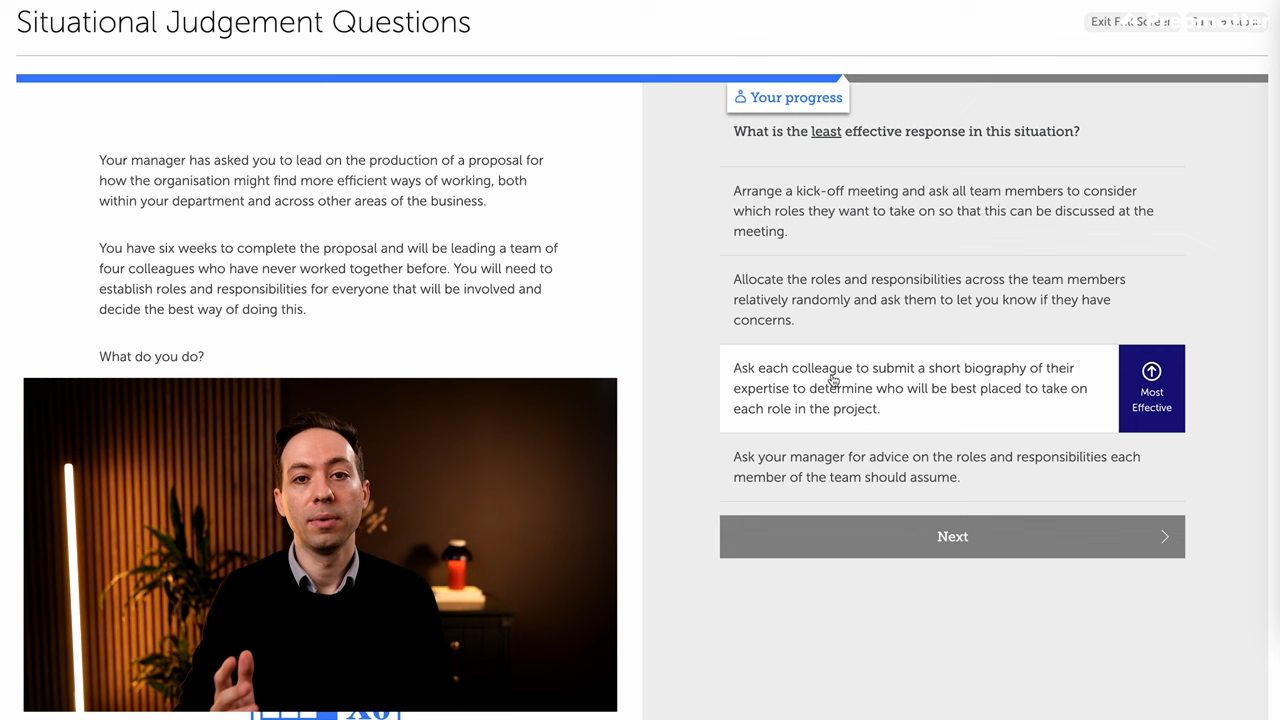 Situational Judgement Questions
Your progress
Your manager has asked you to lead on the production of a proposal for
how the organisation might find more efficient ways of working, both
within your department and across other areas of the business.
You have six weeks to complete the proposal and will be leading a team of
four colleagues who have never worked together before. You will need to
establish roles and responsibilities for everyone that will be involved and
decide the best way of doing this.
What do you do?
What is the least effective response in this situation?
Arrange a kick-off meeting and ask all team members to consider
which roles they want to take on so that this can be discussed at the
meeting.
Allocate the roles and responsibilities across the team members
relatively randomly and ask them to let you know if they have
concerns.
Ask each colleague to submit a short biography of their
expertise to determine who will be best placed to take on
each role in the project.
Most
Effective
Ask your manager for advice on the roles and responsibilities each
member of the team should assume.
Next